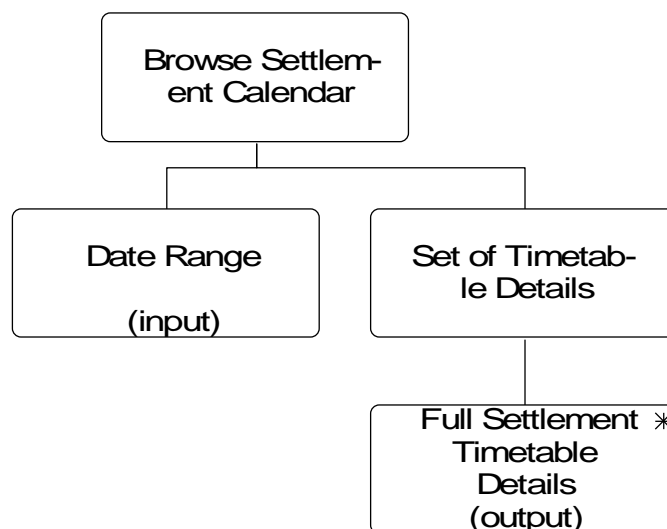 Browse Settlem-
ent Calendar
Date Range
(input)
Set of Timetab-
le Details
Full Settlement *
Timetable
Details
(output)